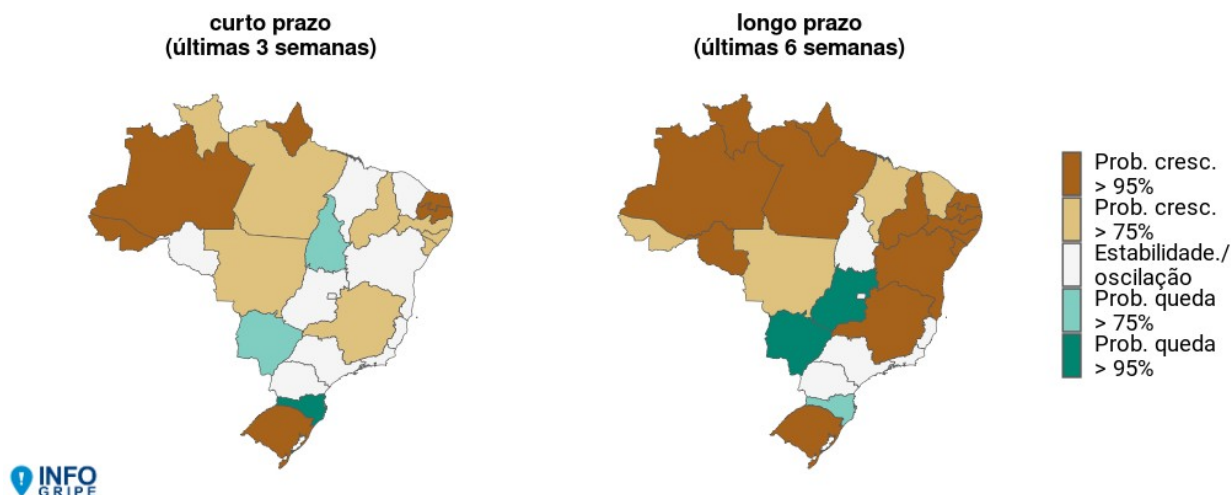 curto prazo
(últimas 3 semanas)
longo prazo
(últimas 6 semanas)
Prob. cresc.
> 95%
Prob. cresc.
> 75%
Estabilidade./
oscilação
Prob. queda
> 75%
Prob. queda
> 95%
INFO
GRIPE